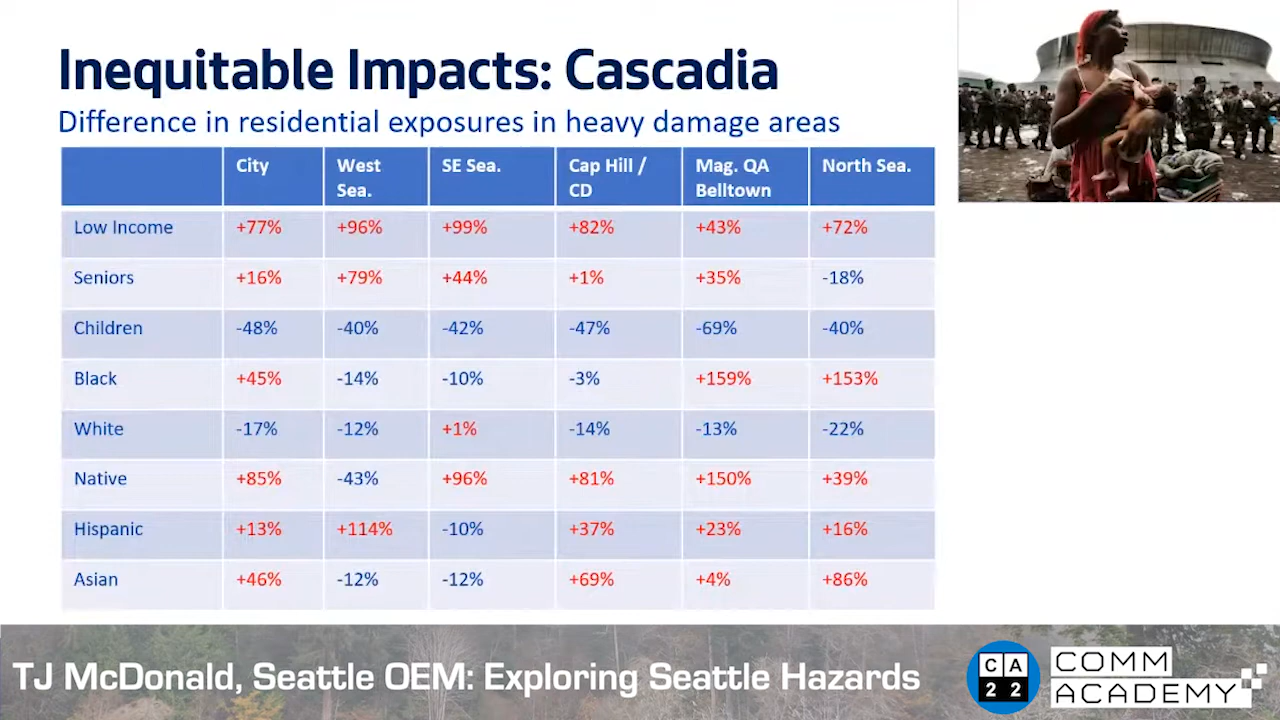 Inequitable Impacts: Cascadia
Difference in residential exposures in heavy damage areas
City West Sea. SE Sea. Cap Hill / CD Mag. QA Belltown North Sea.
Low Income +77% +96% +99% +82% +43% +72%
Seniors +16% +79% +44% +1% +35% -18%
Children -48% -40% -42% -47% -69% -40%
Black +45% -14% -10% -3% +159% +153%
White -17% -12% +1% -14% -13% -22%
Native +85% -43% +96% +81% +150% +39%
Hispanic +13% +114% -10% +37% +23% +16%
Asian +46% -12% -12% +69% +4% +86%
TJ McDonald, Seattle OEM: Exploring Seattle Hazards
CA
22
COMM
ACADEMY